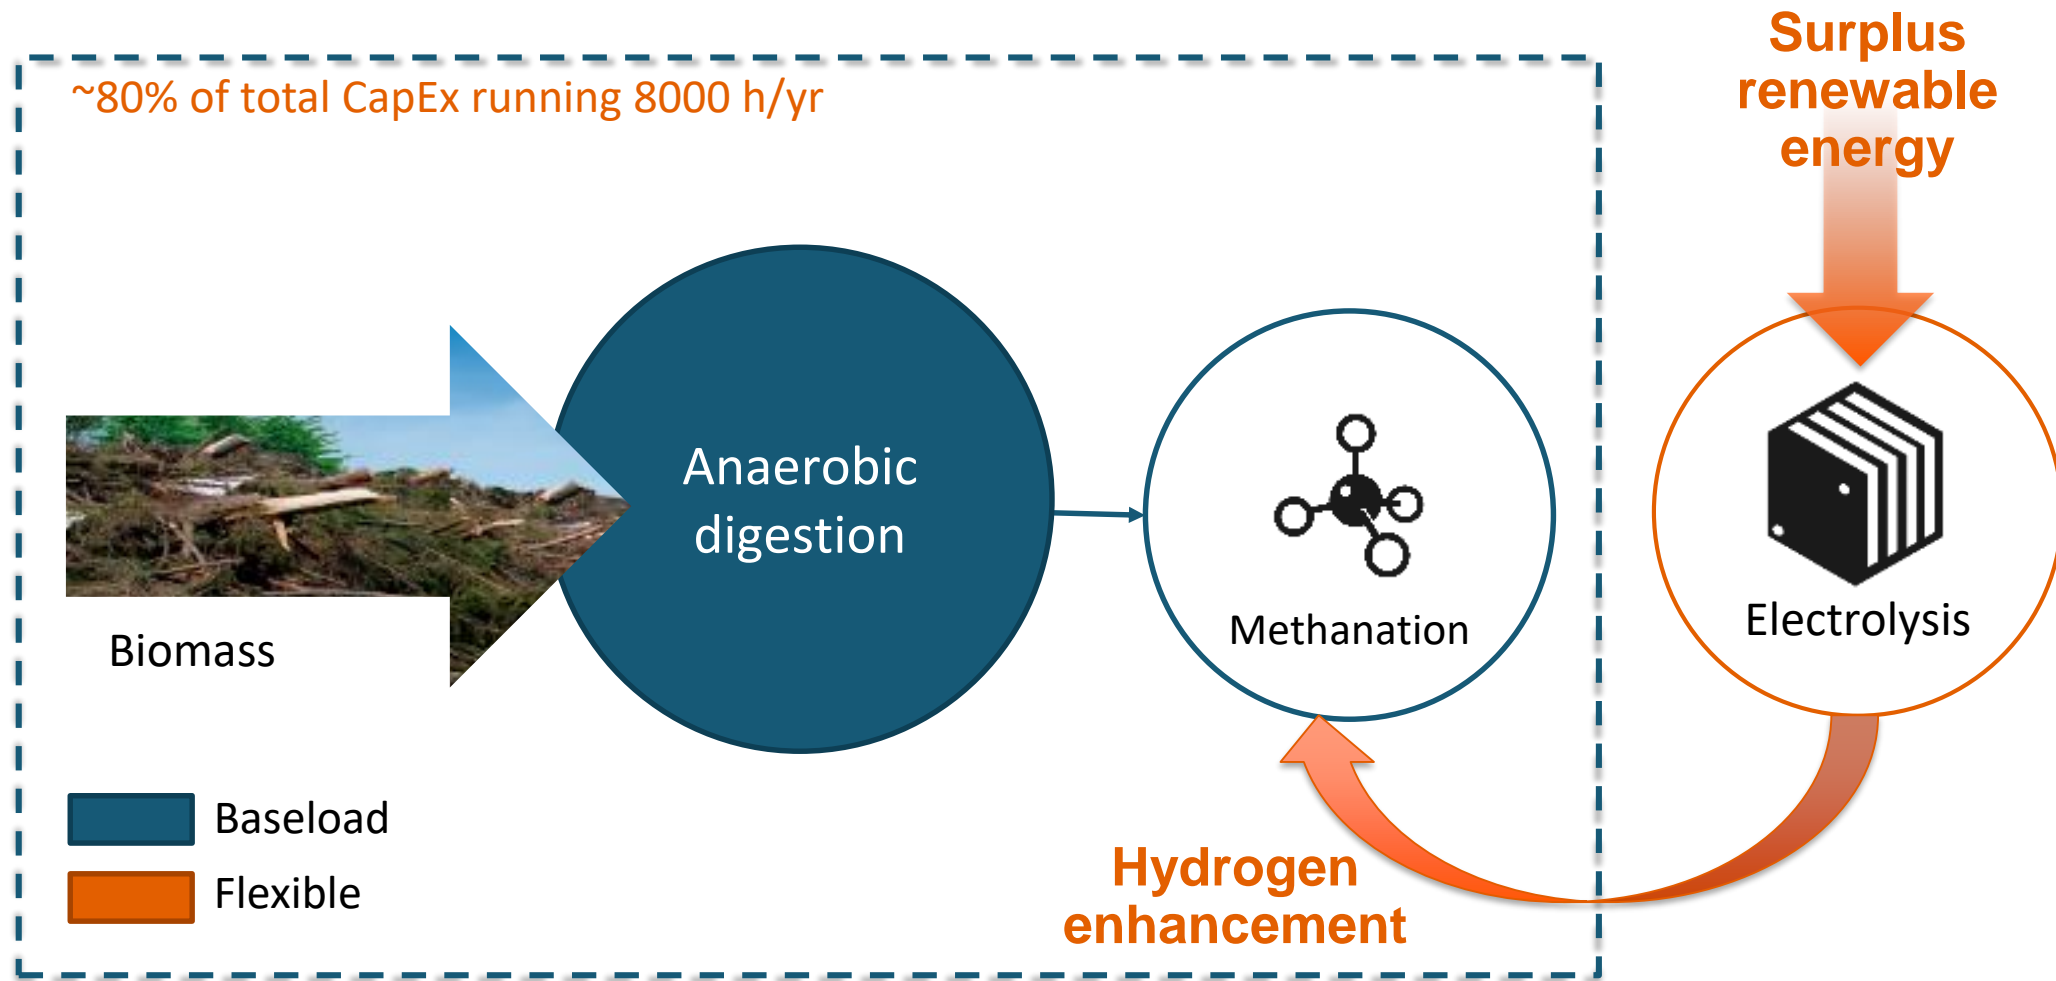 Surplus
renewable
energy
~80% of total CapEx running 8000 h/yr
Anaerobic
digestion
Methanation
Electrolysis
Biomass
Baseload
Flexible
Hydrogen
enhancement